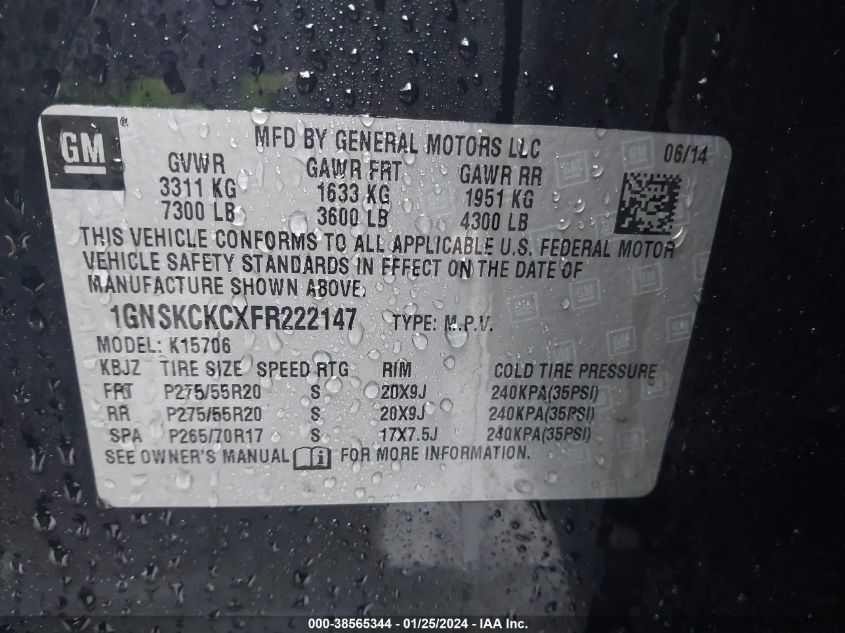 GM
MFD BY GENERAL MOTORS LLC
06/14
GVWR GAWR FRT GAWR RR
3311 KG 1633 KG 1951 KG
7300 LB 3600 LB 4300 LB
THIS VEHICLE CONFORMS TO ALL APPLICABLE U.S. FEDERAL MOTOR
VEHICLE SAFETY STANDARDS IN EFFECT ON THE DATE OF
MANUFACTURE SHOWN ABOVE.
1GNSKCKCXFR222147 TYPE: M.P.V.
MODEL: K15706
KBJZ TIRE SIZE SPEED RTG RIM COLD TIRE PRESSURE
FRT P275/55R20 S 20X9J 240KPA(35PSI)
RR P275/55R20 S 20X9J 240KPA(35PSI)
SPA P265/70R17 S 17X7.5J 240KPA(35PSI)
SEE OWNER'S MANUAL FOR MORE INFORMATION.
000-38565344 / 01/25/2024 - IAA Inc.